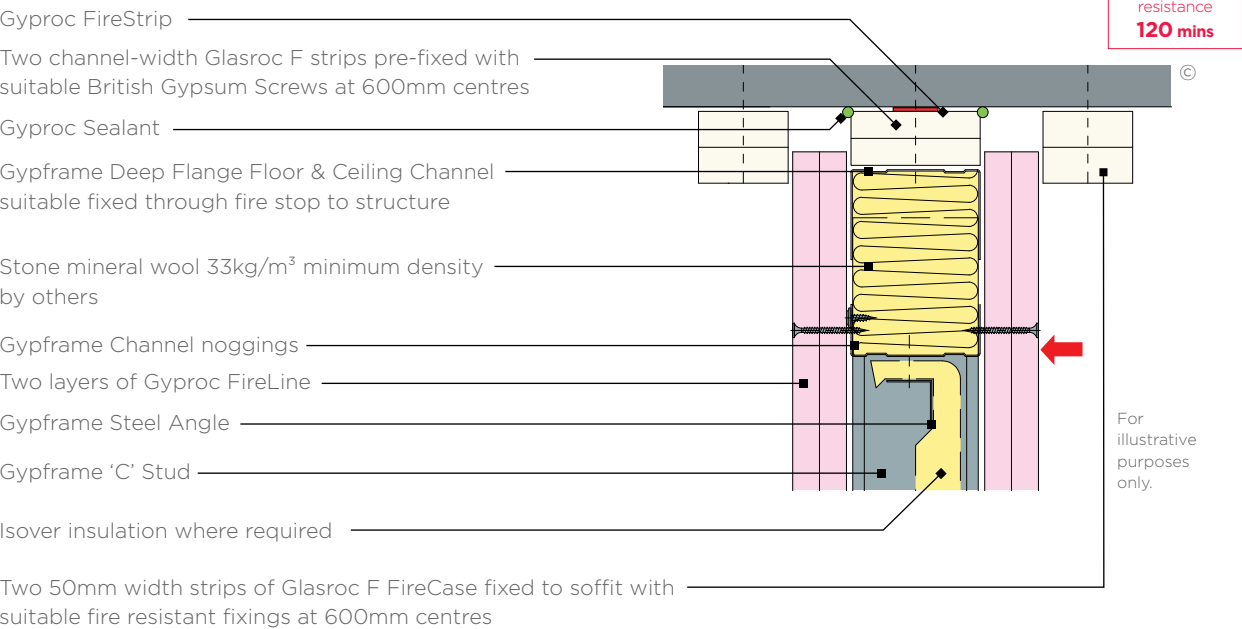 Gyproc FireStrip
Two channel-width Glasroc F strips pre-fixed with
suitable British Gypsum Screws at 600mm centres
Gyproc Sealant
Gypframe Deep Flange Floor & Ceiling Channel
suitable fixed through fire stop to structure
Stone mineral wool 33kg/m³ minimum density
by others
Gypframe Channel noggings
Two layers of Gyproc FireLine
Gypframe Steel Angle
Gypframe ‘C’ Stud
Isover insulation where required
Two 50mm width strips of Glasroc F FireCase fixed to soffit with
suitable fire resistant fixings at 600mm centres
resistance
120 mins
©
For
illustrative
purposes
only.